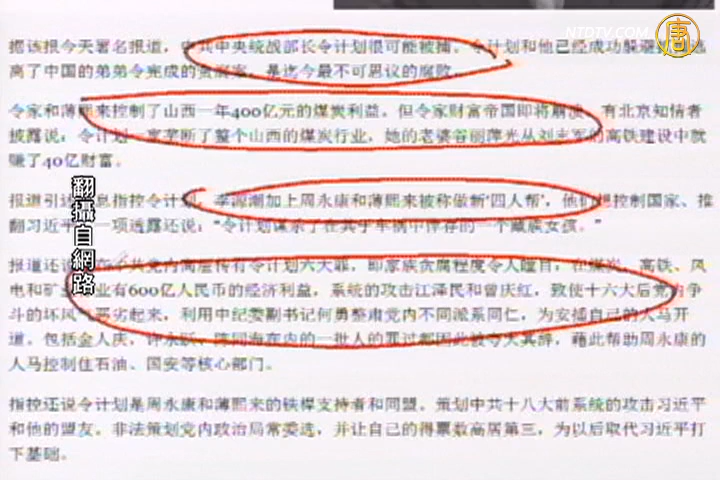 NTDTV.COM
唐
据该报今天署名报道，中共中央统战部长令计划很可能被捕。令计划和他已经成功躲避 逃
离了中国的弟弟令完成的贪渎案，是迄今最不可思议的腐败。
令家和薄熙来控制了山西一年400亿元的煤炭利益。但令家财富帝国即将崩溃。有北京知情者
披露说：令计划一家垄断了整个山西的煤炭行业，她的老婆谷丽萍光从刘志军的高铁建设中就
赚了40亿财富。
报道引述 息指控令计划、李源潮加上周永康和薄熙来被称做新'四人帮'，他们想控制国家、推
翻习近平 一项透露还说：“令计划谋杀了在其子车祸中幸存的一个藏族女孩。”
报道还说 在中共党内高层传有令计划六大罪，即家族贪腐程度令人瞠目，在煤炭、高铁、风
电和矿 业有600亿人民币的经济利益，系统的攻击江泽民和曾庆红，致使十六大后党内争
斗的坏风气恶劣起来，利用中纪委副书记何勇整肃党内不同派系同仁，为安插自己的人马开
道。包括金人庆，许永跃，陈同海在内的一批人的罪过都因此被夸大其辞，藉此帮助周永康的
人马控制住石油、国安等核心部门。
指控还说令计划是周永康和薄熙来的铁桿支持者和同盟。策划中共十八大前系统的攻击习近平
和他的盟友。非法策划党内政治局常委选，并让自己的得票数高居第三，为以后取代习近平打
下基础。
翻攝自網路